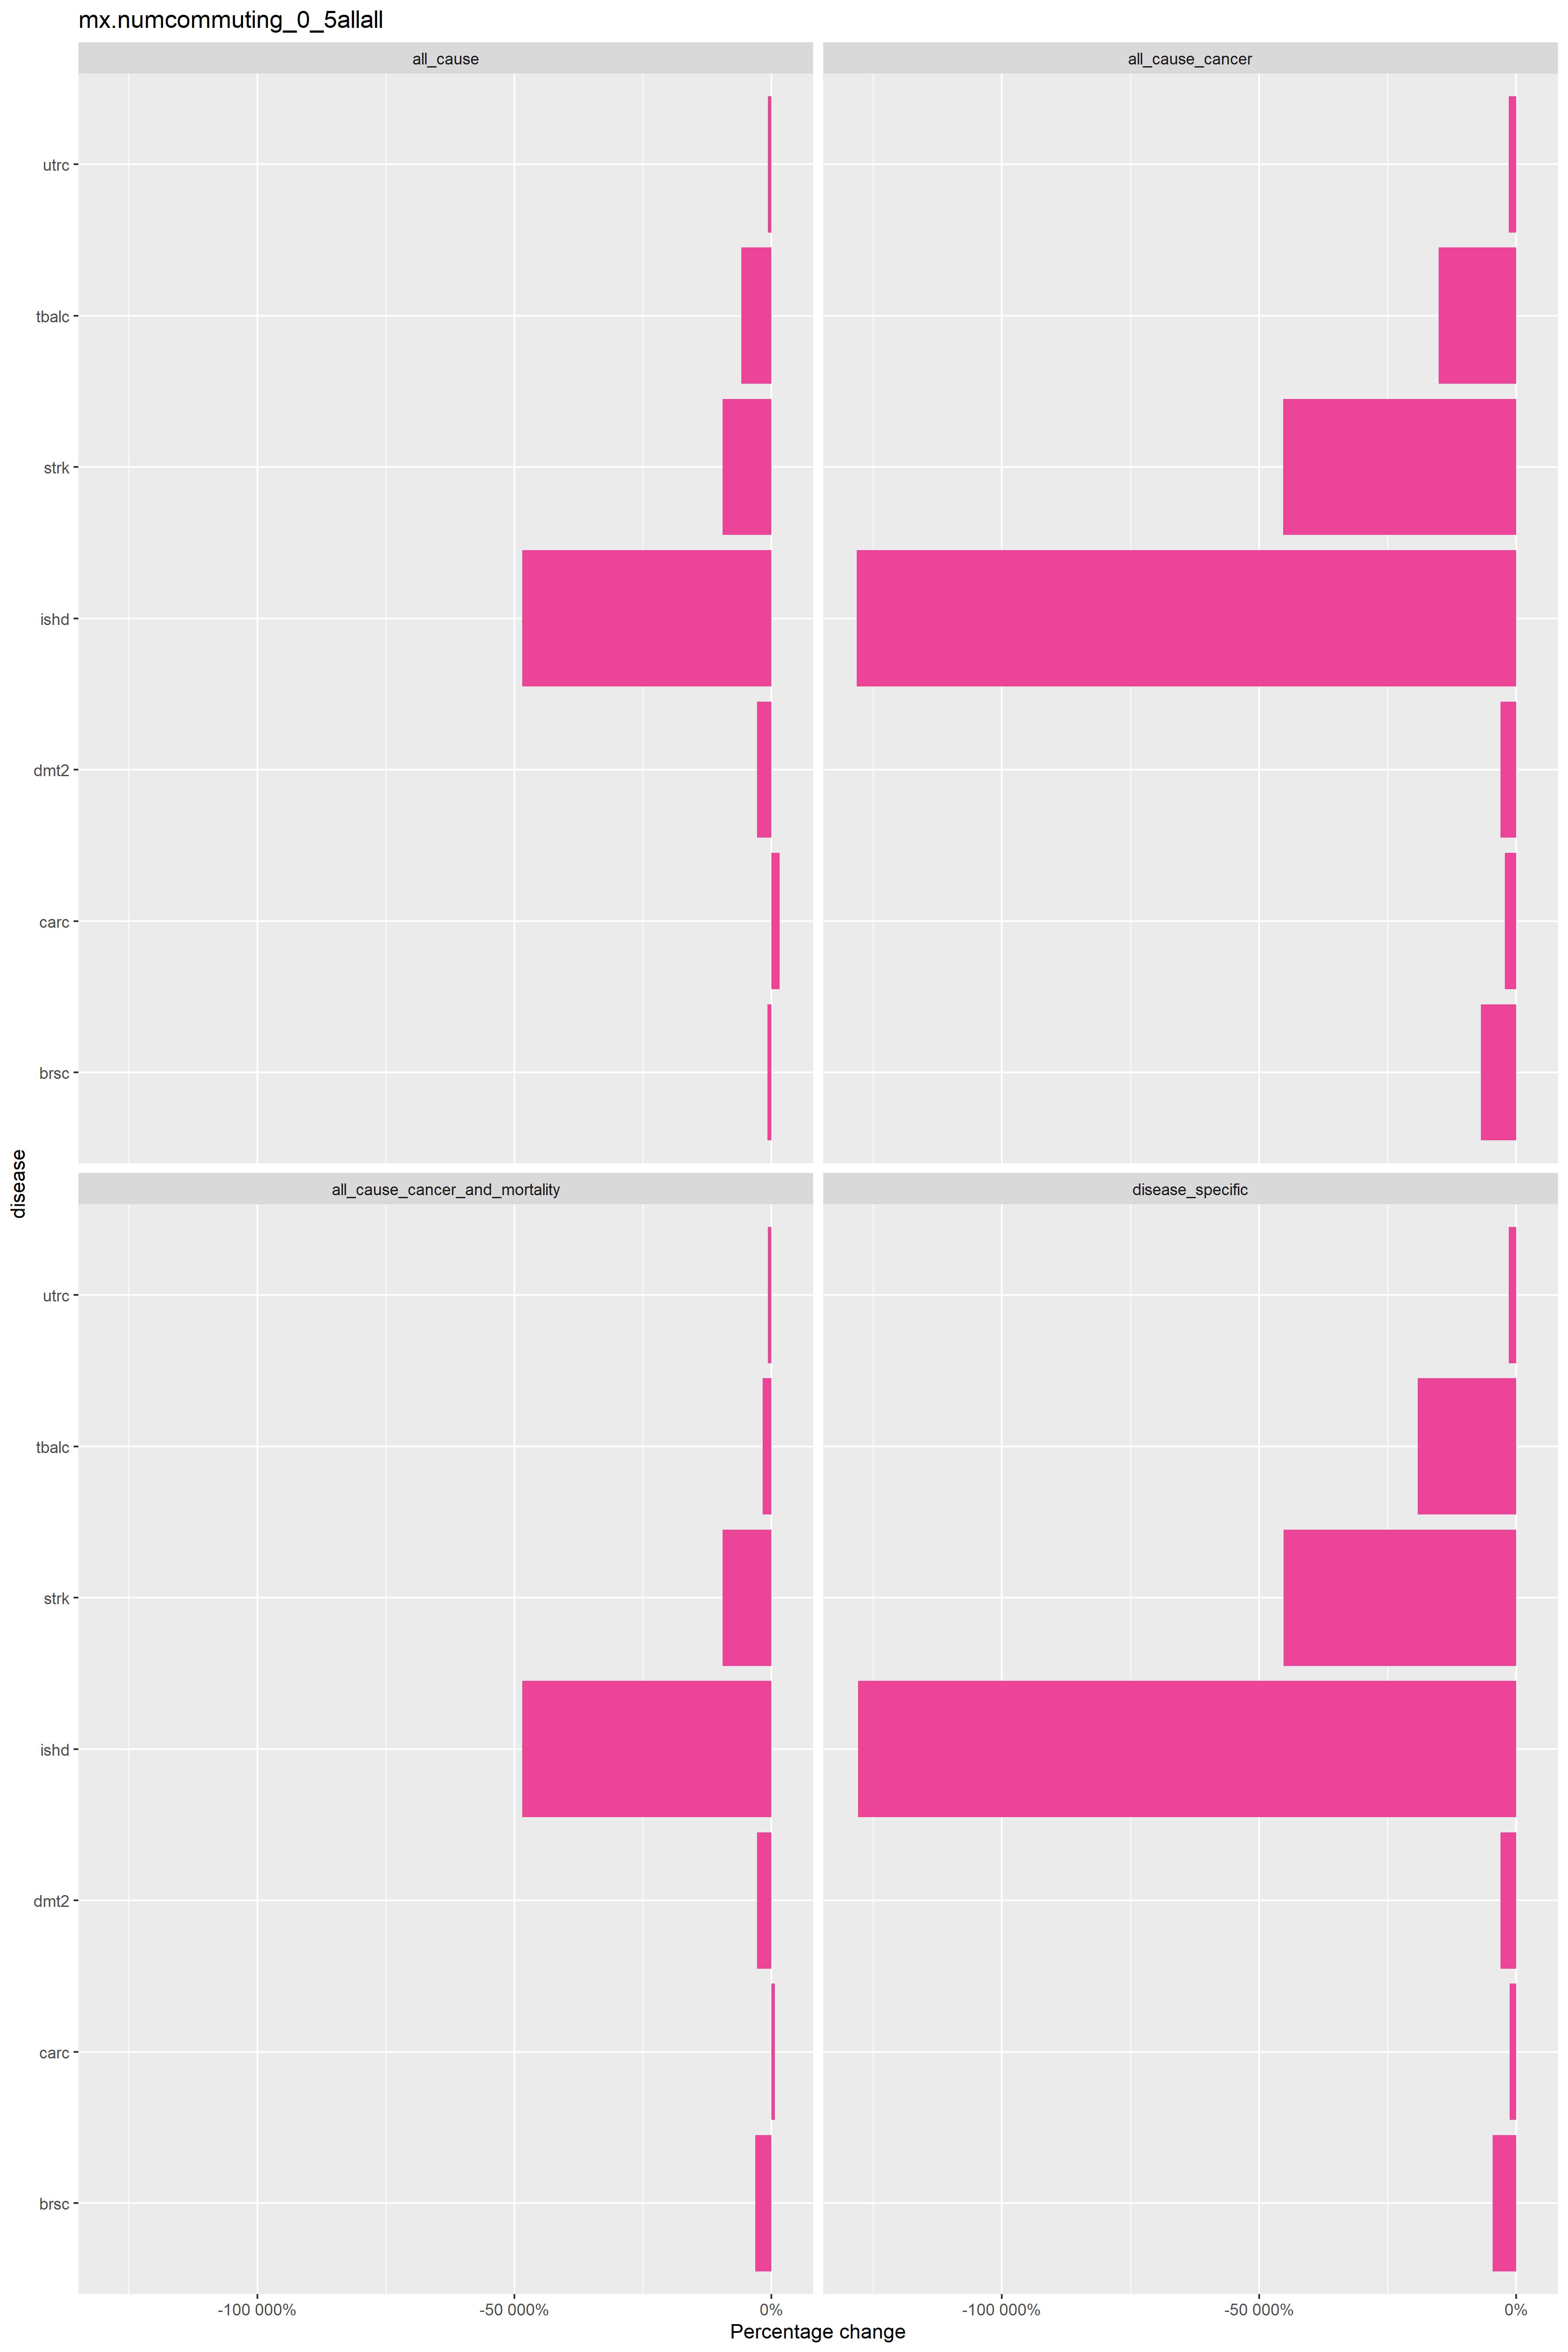 mx.numcommuting_0_5allall
all_cause
all_cause_cancer
utrc
tbalc
strk
ishd
dmt2
carc
brsc
disease
all_cause_cancer_and_mortality
disease_specific
utrc
tbalc
strk
ishd
dmt2
carc
brsc
-100 000%
-50 000%
0%
-100 000%
-50 000%
0%
Percentage change